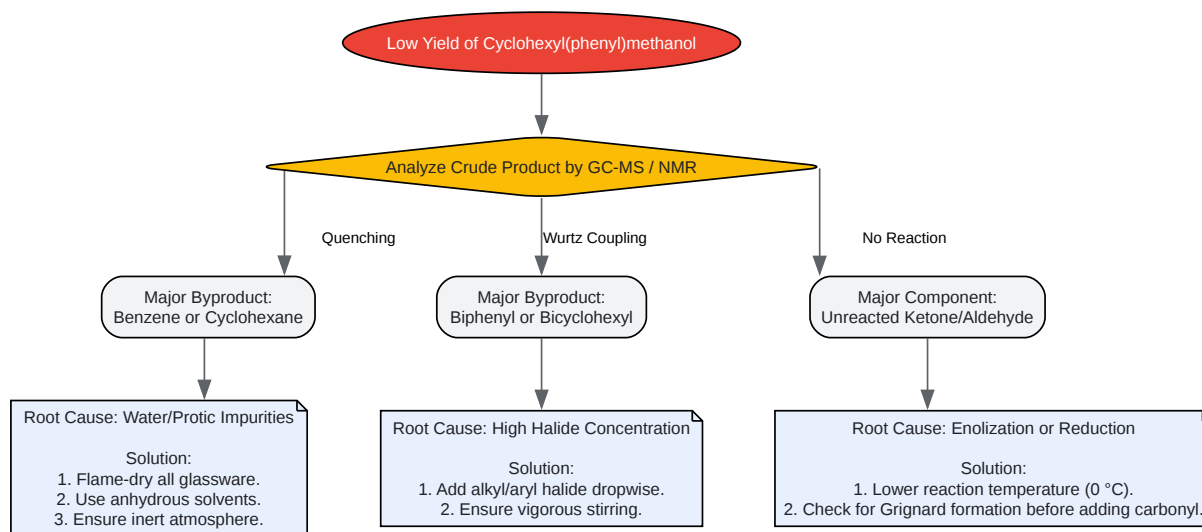 Low Yield of Cyclohexyl(phenyl)methanol
Analyze Crude Product by GC-MS / NMR
Quenching
Wurtz Coupling
No Reaction
Major Byproduct:
Benzene or Cyclohexane
Major Byproduct:
Biphenyl or Bicyclohexyl
Major Component:
Unreacted Ketone/Aldehyde
Root Cause: Water/Protic Impurities
Solution:
1. Flame-dry all glassware.
2. Use anhydrous solvents.
3. Ensure inert atmosphere.
Root Cause: High Halide Concentration
Solution:
1. Add alkyl/aryl halide dropwise.
2. Ensure vigorous stirring.
Root Cause: Enolization or Reduction
Solution:
1. Lower reaction temperature (0 °C).
2. Check for Grignard formation before adding carbonyl.